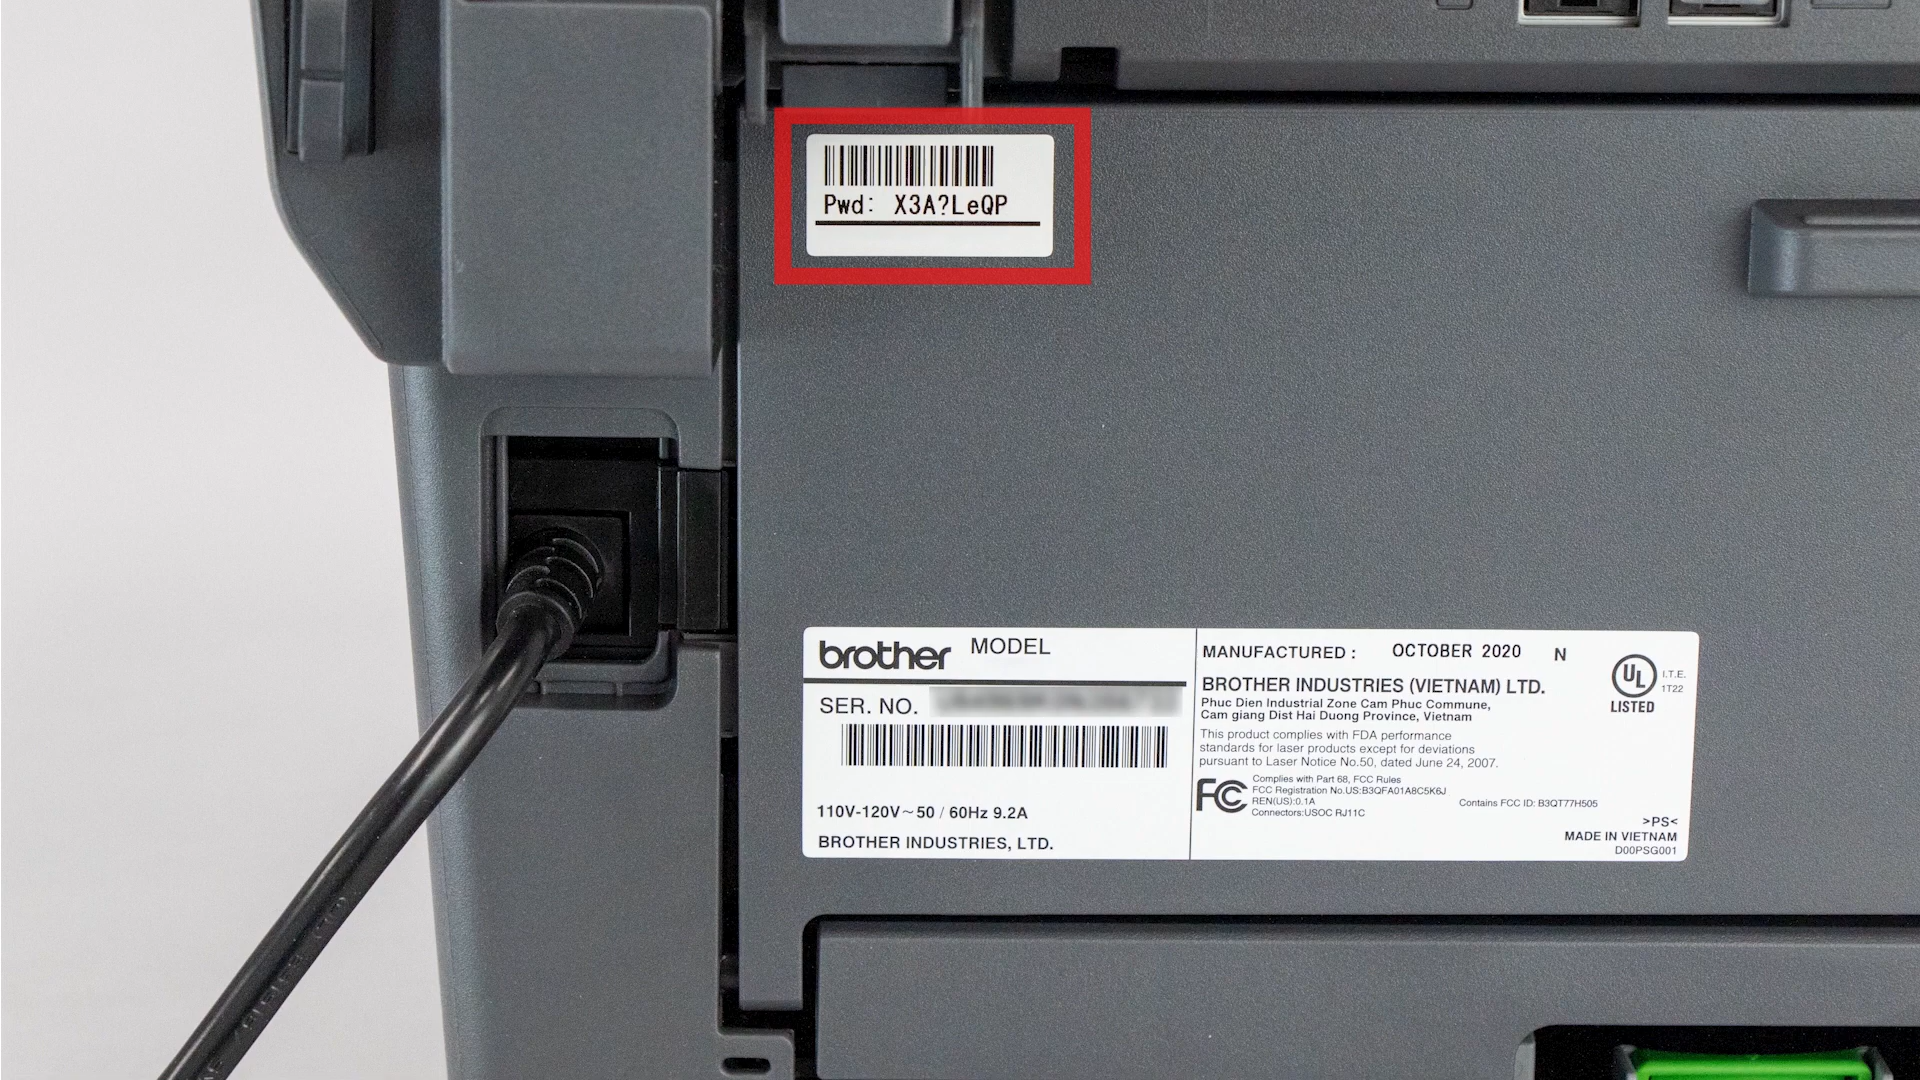 Pwd: X3A?LeQP
brother MODEL
SER. NO.
110V-120V~50 / 60Hz 9.2A
BROTHER INDUSTRIES, LTD.
MANUFACTURED : OCTOBER 2020 N
BROTHER INDUSTRIES (VIETNAM) LTD.
Phuc Dien Industrial Zone Cam Phuc Commune,
Cam giang Dist Hai Duong Province, Vietnam
This product complies with FDA performance
standards for laser products except for deviations
pursuant to Laser Notice No.50, dated June 24, 2007.
FC
Complies with Part 68, FCC Rules
FCC Registration No.US:B3QFA01A8C5K6J
REN(US):0.1A
Connectors:USOC RJ11C
Contains FCC ID: B3QT77H505
UL
LISTED
I.T.E.
1T22
>PS<
MADE IN VIETNAM
D00PSG001